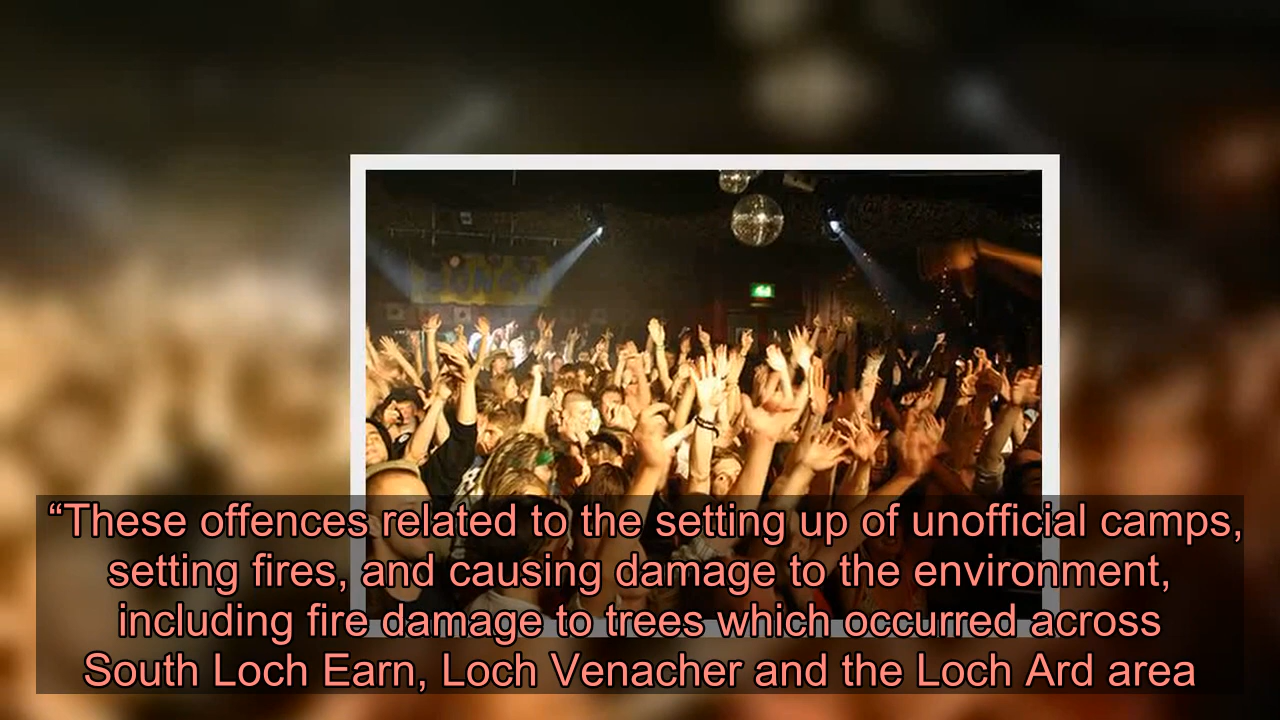 “These offences related to the setting up of unofficial camps,
setting fires, and causing damage to the environment,
including fire damage to trees which occurred across
South Loch Earn, Loch Venacher and the Loch Ard area